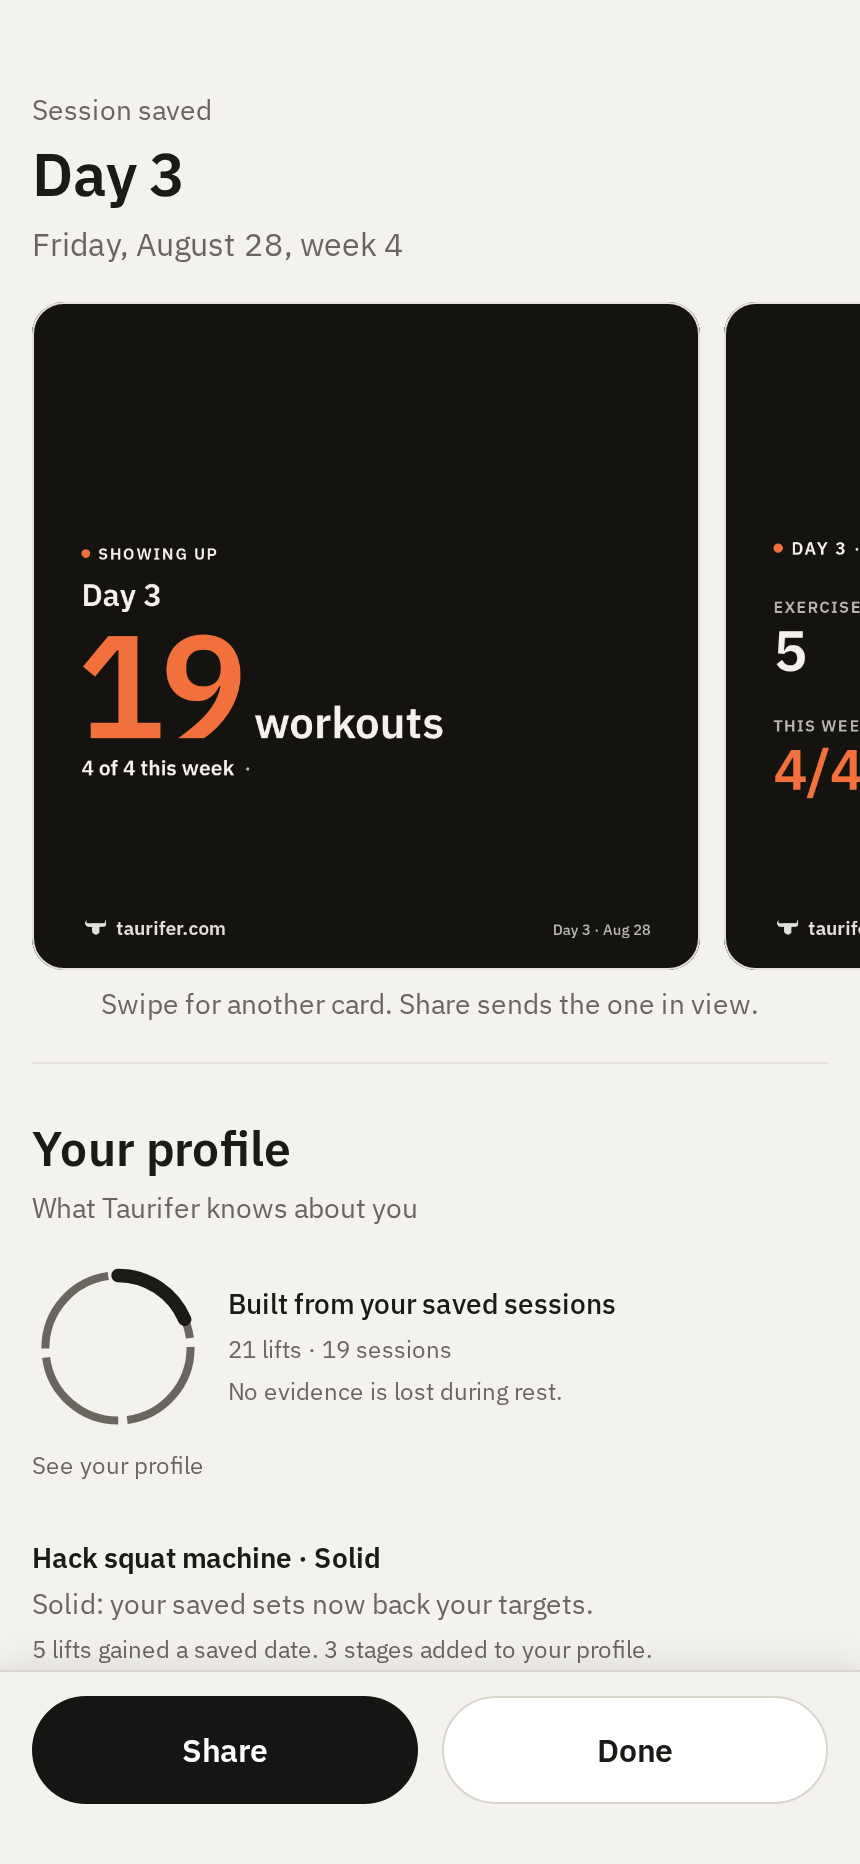 Session saved
Day 3
Friday, August 28, week 4
SHOWING UP
Day 3
19 workouts
4 of 4 this week ·
taurifer.com
Day 3 · Aug 28
DAY 3 ·
EXERCISE
5
THIS WEE
4/4
taurife
Swipe for another card. Share sends the one in view.
Your profile
What Taurifer knows about you
Built from your saved sessions
21 lifts · 19 sessions
No evidence is lost during rest.
See your profile
Hack squat machine · Solid
Solid: your saved sets now back your targets.
5 lifts gained a saved date. 3 stages added to your profile.
Share
Done